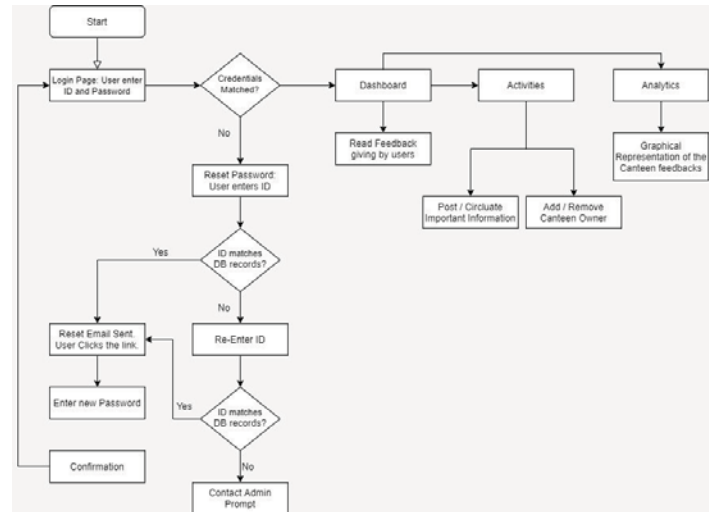 Start
Login Page: User enter
ID and Password
Credentials
Matched?
Dashboard
Activities
Analytics
No
Read Feedback
giving by users
Graphical
Representation of the
Canteen feedbacks
Reset Password:
User enters ID
Post / Circluate
Important Information
Add / Remove
Canteen Owner
Yes
ID matches
DB records?
No
Reset Email Sent.
User Clicks the link.
Re-Enter ID
Enter new Password
Yes
ID matches
DB records?
Confirmation
No
Contact Admin
Prompt